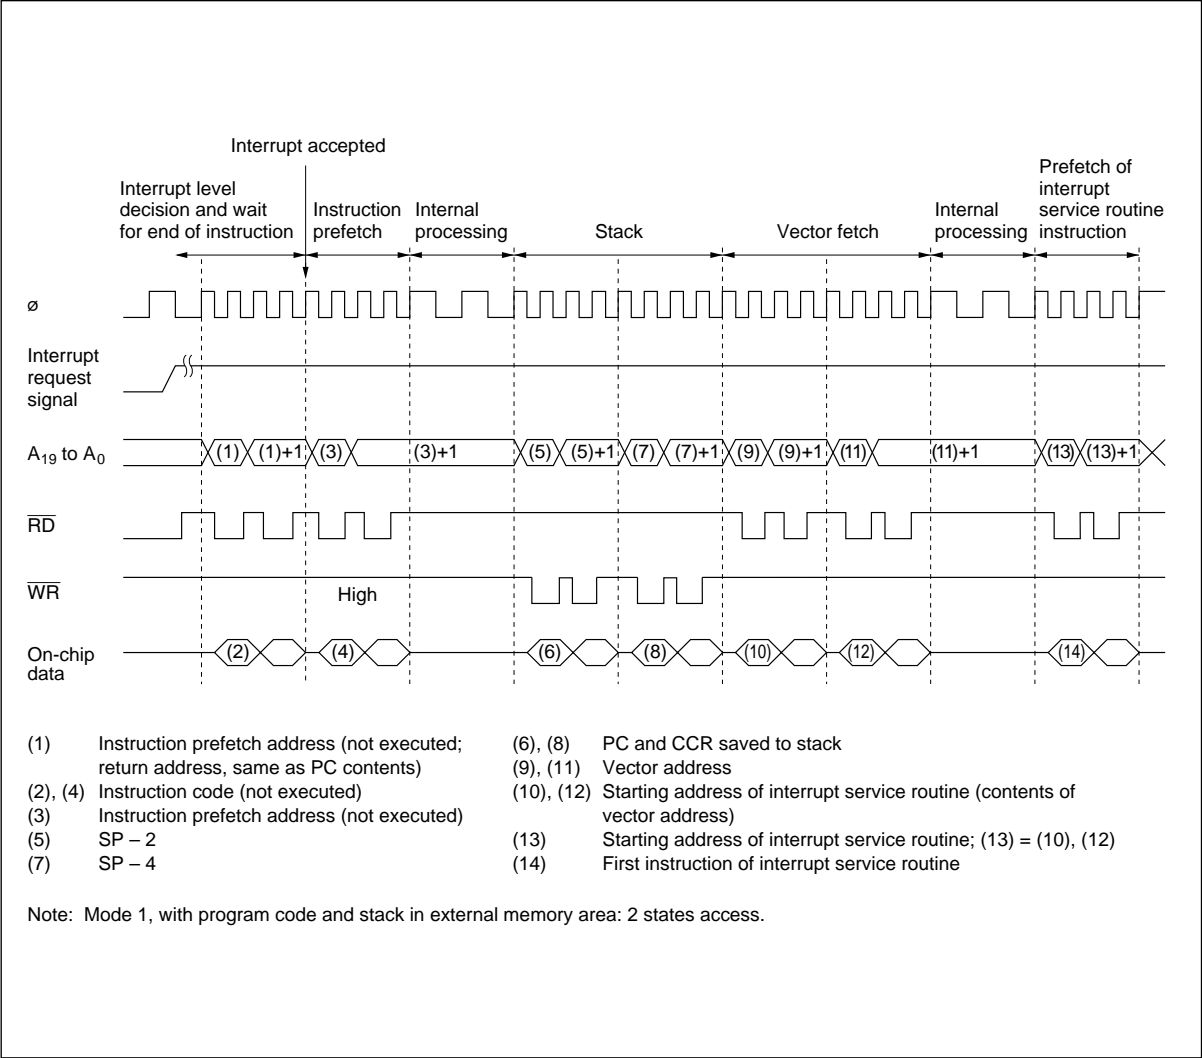 Interrupt accepted
Interrupt level
decision and wait
for end of instruction
Instruction
prefetch
Internal
processing
Stack
Vector fetch
Internal
processing
Prefetch of
interrupt
service routine
instruction
ø
Interrupt
request
signal
A19 to A0
(1) (1)+1 (3) (3)+1 (5) (5)+1 (7) (7)+1 (9) (9)+1 (11) (11)+1 (13) (13)+1
RD
WR
High
On-chip
data
(2) (4) (6) (8) (10) (12) (14)
(1) Instruction prefetch address (not executed;
return address, same as PC contents)
(2), (4) Instruction code (not executed)
(3) Instruction prefetch address (not executed)
(5) SP – 2
(7) SP – 4
(6), (8) PC and CCR saved to stack
(9), (11) Vector address
(10), (12) Starting address of interrupt service routine (contents of
vector address)
(13) Starting address of interrupt service routine; (13) = (10), (12)
(14) First instruction of interrupt service routine
Note: Mode 1, with program code and stack in external memory area: 2 states access.